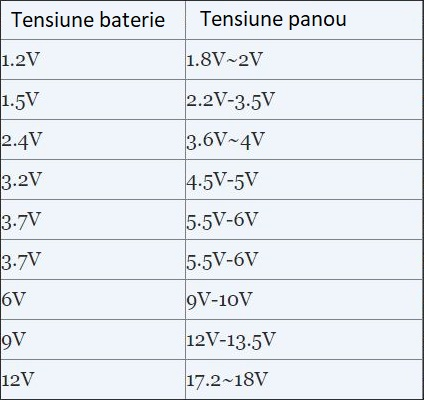 Tensiune baterie Tensiune panou
1.2V 1.8V~2V
1.5V 2.2V-3.5V
2.4V 3.6V~4V
3.2V 4.5V-5V
3.7V 5.5V-6V
3.7V 5.5V-6V
6V 9V-10V
9V 12V-13.5V
12V 17.2~18V